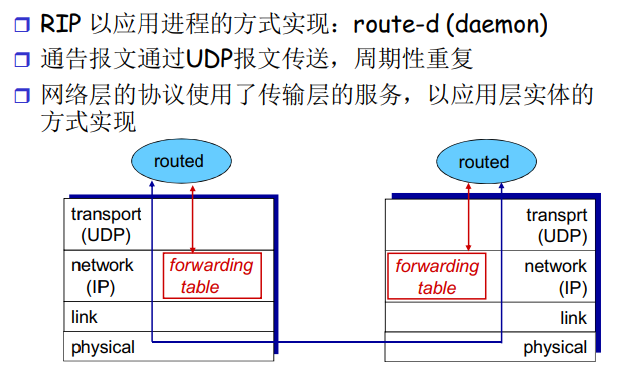 RIP 以应用进程的方式实现：route-d (daemon)
通告报文通过UDP报文传送，周期性重复
网络层的协议使用了传输层的服务，以应用层实体的
方式实现
routed
routed
transport
(UDP)
network
(IP)
forwarding
table
link
physical
transprt
(UDP)
forwarding
table
network
(IP)
link
physical